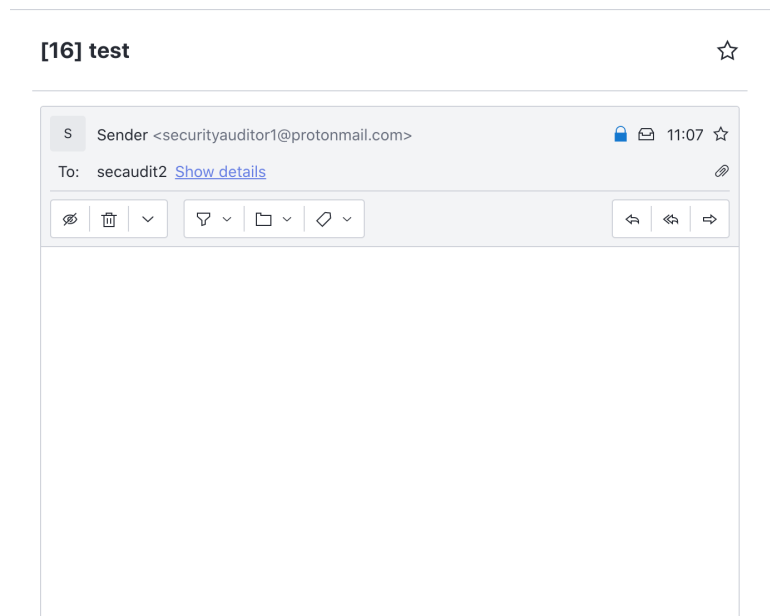 [16] test
S Sender <securityauditor1@protonmail.com> 11:07
To: secaudit2 Show details